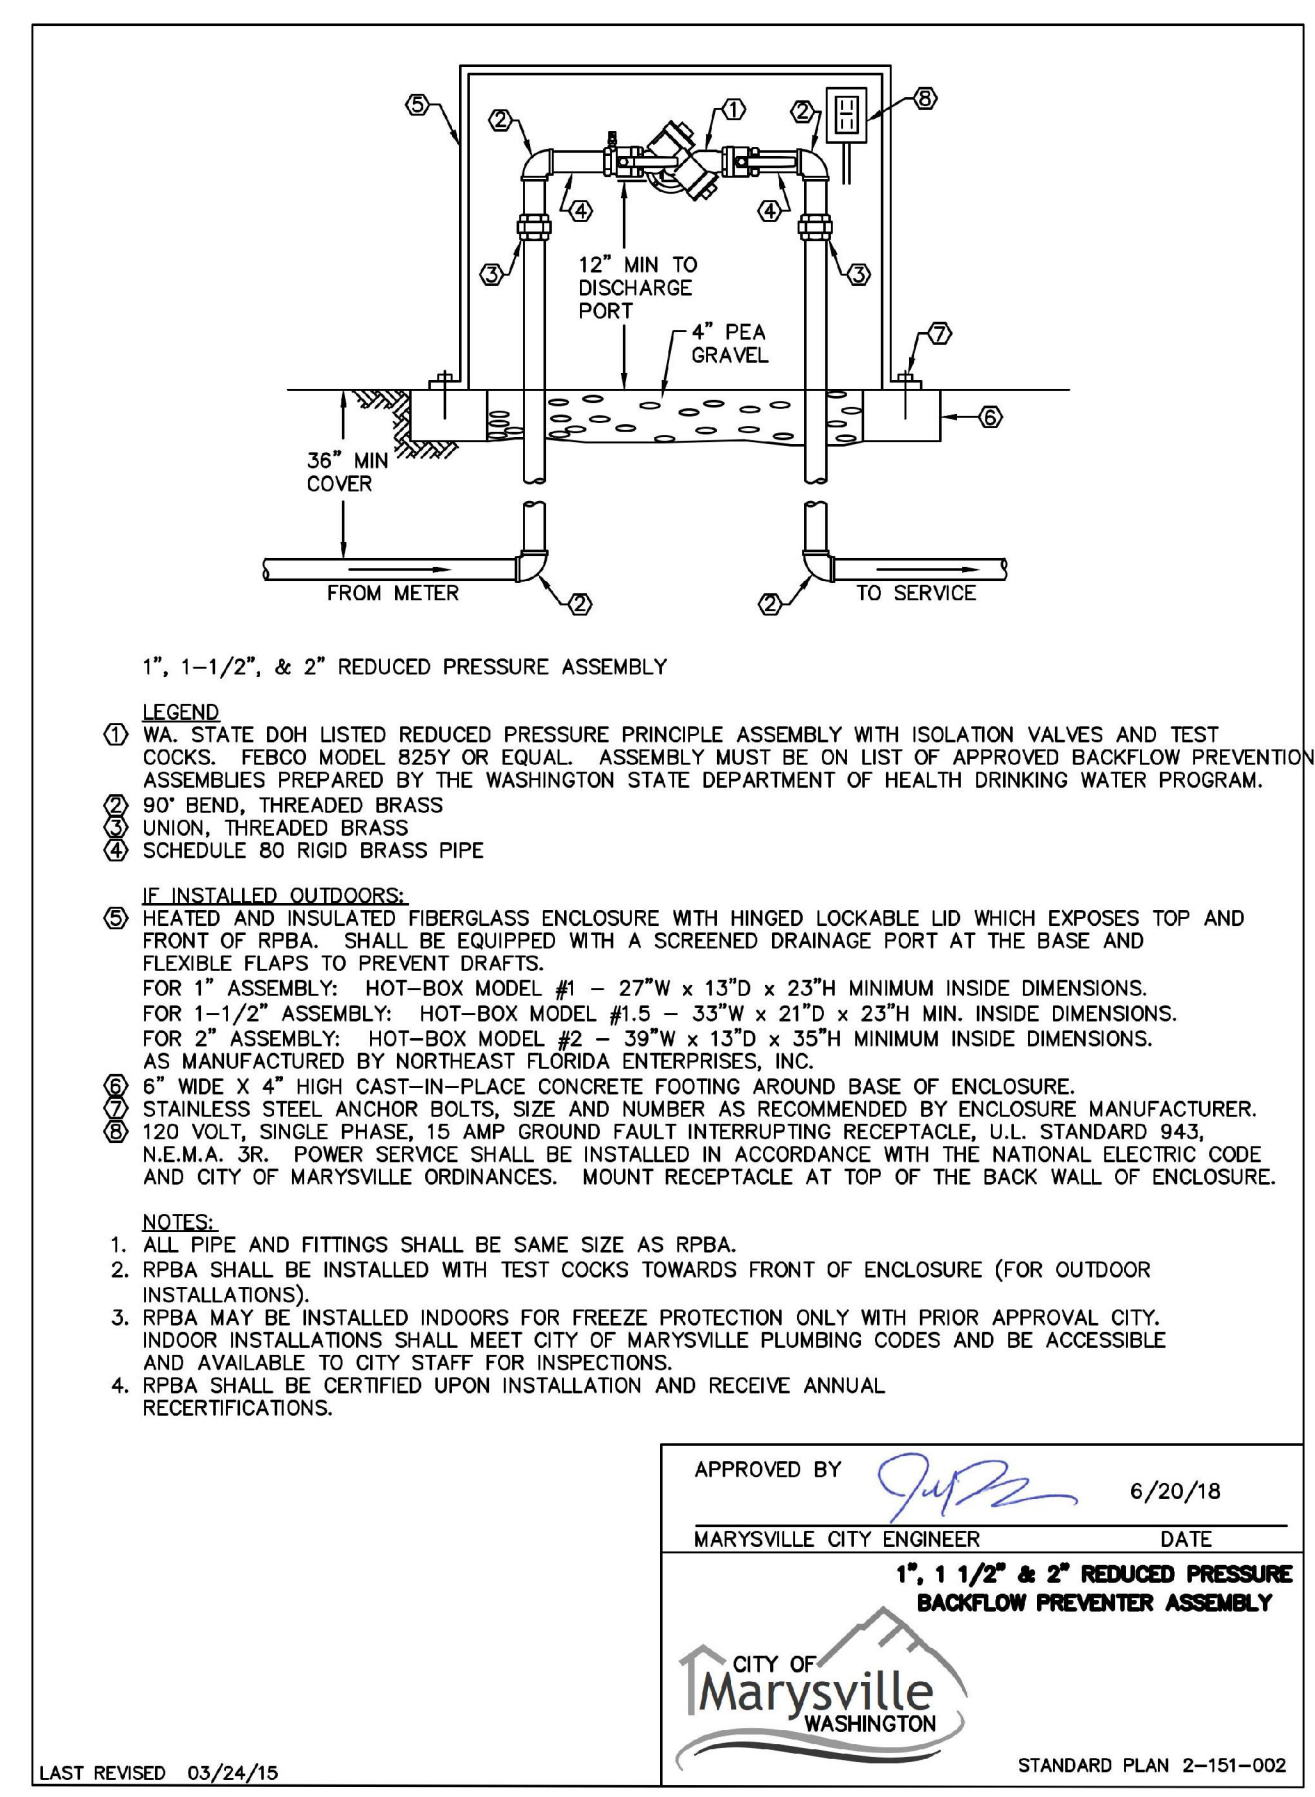 5
2
1
2
8
4
4
3
3
12" MIN TO
DISCHARGE
PORT
4" PEA
GRAVEL
7
6
36" MIN
COVER
FROM METER
TO SERVICE
2
2
1", 1-1/2", & 2" REDUCED PRESSURE ASSEMBLY
LEGEND
1 WA. STATE DOH LISTED REDUCED PRESSURE PRINCIPLE ASSEMBLY WITH ISOLATION VALVES AND TEST
COCKS. FEBCO MODEL 825Y OR EQUAL. ASSEMBLY MUST BE ON LIST OF APPROVED BACKFLOW PREVENTION
ASSEMBLIES PREPARED BY THE WASHINGTON STATE DEPARTMENT OF HEALTH DRINKING WATER PROGRAM.
2 90° BEND, THREADED BRASS
3 UNION, THREADED BRASS
4 SCHEDULE 80 RIGID BRASS PIPE
IF INSTALLED OUTDOORS:
5 HEATED AND INSULATED FIBERGLASS ENCLOSURE WITH HINGED LOCKABLE LID WHICH EXPOSES TOP AND
FRONT OF RPBA. SHALL BE EQUIPPED WITH A SCREENED DRAINAGE PORT AT THE BASE AND
FLEXIBLE FLAPS TO PREVENT DRAFTS.
FOR 1" ASSEMBLY: HOT-BOX MODEL #1 - 27"W x 13"D x 23"H MINIMUM INSIDE DIMENSIONS.
FOR 1-1/2" ASSEMBLY: HOT-BOX MODEL #1.5 - 33"W x 21"D x 23"H MIN. INSIDE DIMENSIONS.
FOR 2" ASSEMBLY: HOT-BOX MODEL #2 - 39"W x 13"D x 35"H MINIMUM INSIDE DIMENSIONS.
AS MANUFACTURED BY NORTHEAST FLORIDA ENTERPRISES, INC.
6 6" WIDE X 4" HIGH CAST-IN-PLACE CONCRETE FOOTING AROUND BASE OF ENCLOSURE.
7 STAINLESS STEEL ANCHOR BOLTS, SIZE AND NUMBER AS RECOMMENDED BY ENCLOSURE MANUFACTURER.
8 120 VOLT, SINGLE PHASE, 15 AMP GROUND FAULT INTERRUPTING RECEPTACLE, U.L. STANDARD 943,
N.E.M.A. 3R. POWER SERVICE SHALL BE INSTALLED IN ACCORDANCE WITH THE NATIONAL ELECTRIC CODE
AND CITY OF MARYSVILLE ORDINANCES. MOUNT RECEPTACLE AT TOP OF THE BACK WALL OF ENCLOSURE.
NOTES:
1. ALL PIPE AND FITTINGS SHALL BE SAME SIZE AS RPBA.
2. RPBA SHALL BE INSTALLED WITH TEST COCKS TOWARDS FRONT OF ENCLOSURE (FOR OUTDOOR
INSTALLATIONS).
3. RPBA MAY BE INSTALLED INDOORS FOR FREEZE PROTECTION ONLY WITH PRIOR APPROVAL CITY.
INDOOR INSTALLATIONS SHALL MEET CITY OF MARYSVILLE PLUMBING CODES AND BE ACCESSIBLE
AND AVAILABLE TO CITY STAFF FOR INSPECTIONS.
4. RPBA SHALL BE CERTIFIED UPON INSTALLATION AND RECEIVE ANNUAL
RECERTIFICATIONS.
APPROVED BY
6/20/18
MARYSVILLE CITY ENGINEER DATE
1", 1 1/2" & 2" REDUCED PRESSURE
BACKFLOW PREVENTER ASSEMBLY
CITY OF
Marysville
WASHINGTON
STANDARD PLAN 2-151-002
LAST REVISED 03/24/15